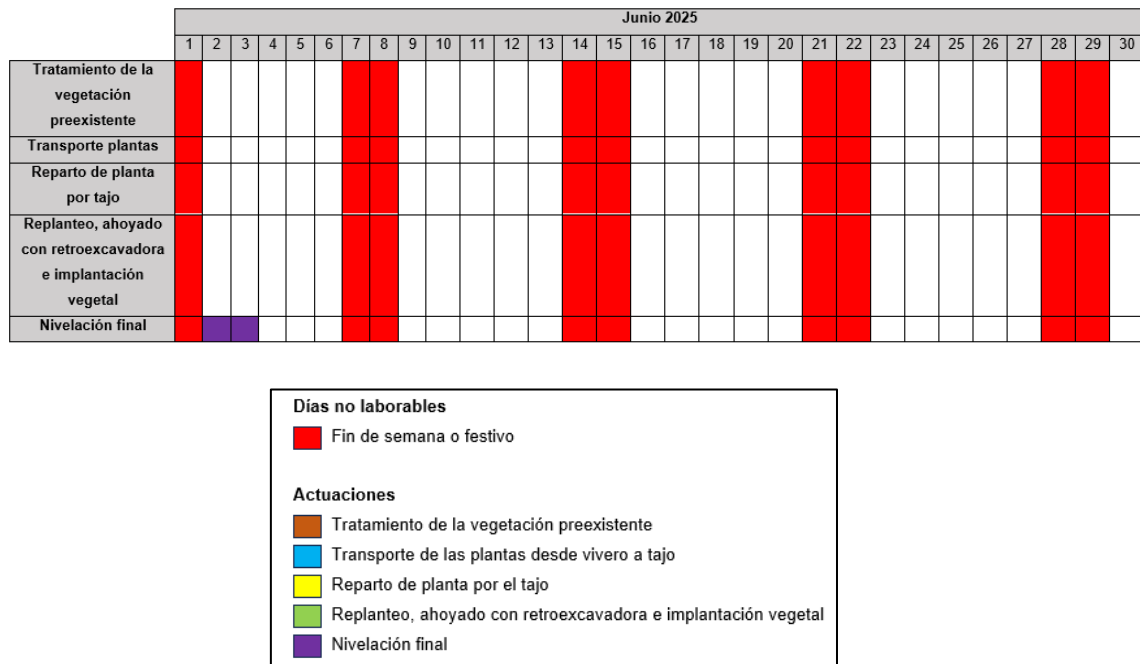 Junio 2025
1 2 3 4 5 6 7 8 9 10 11 12 13 14 15 16 17 18 19 20 21 22 23 24 25 26 27 28 29 30
Tratamiento de la
vegetación
preexistente
Transporte plantas
Reparto de planta
por tajo
Replanteo, ahoyado
con retroexcavadora
e implantación
vegetal
Nivelación final
Días no laborables
Fin de semana o festivo
Actuaciones
Tratamiento de la vegetación preexistente
Transporte de las plantas desde vivero a tajo
Reparto de planta por el tajo
Replanteo, ahoyado con retroexcavadora e implantación vegetal
Nivelación final